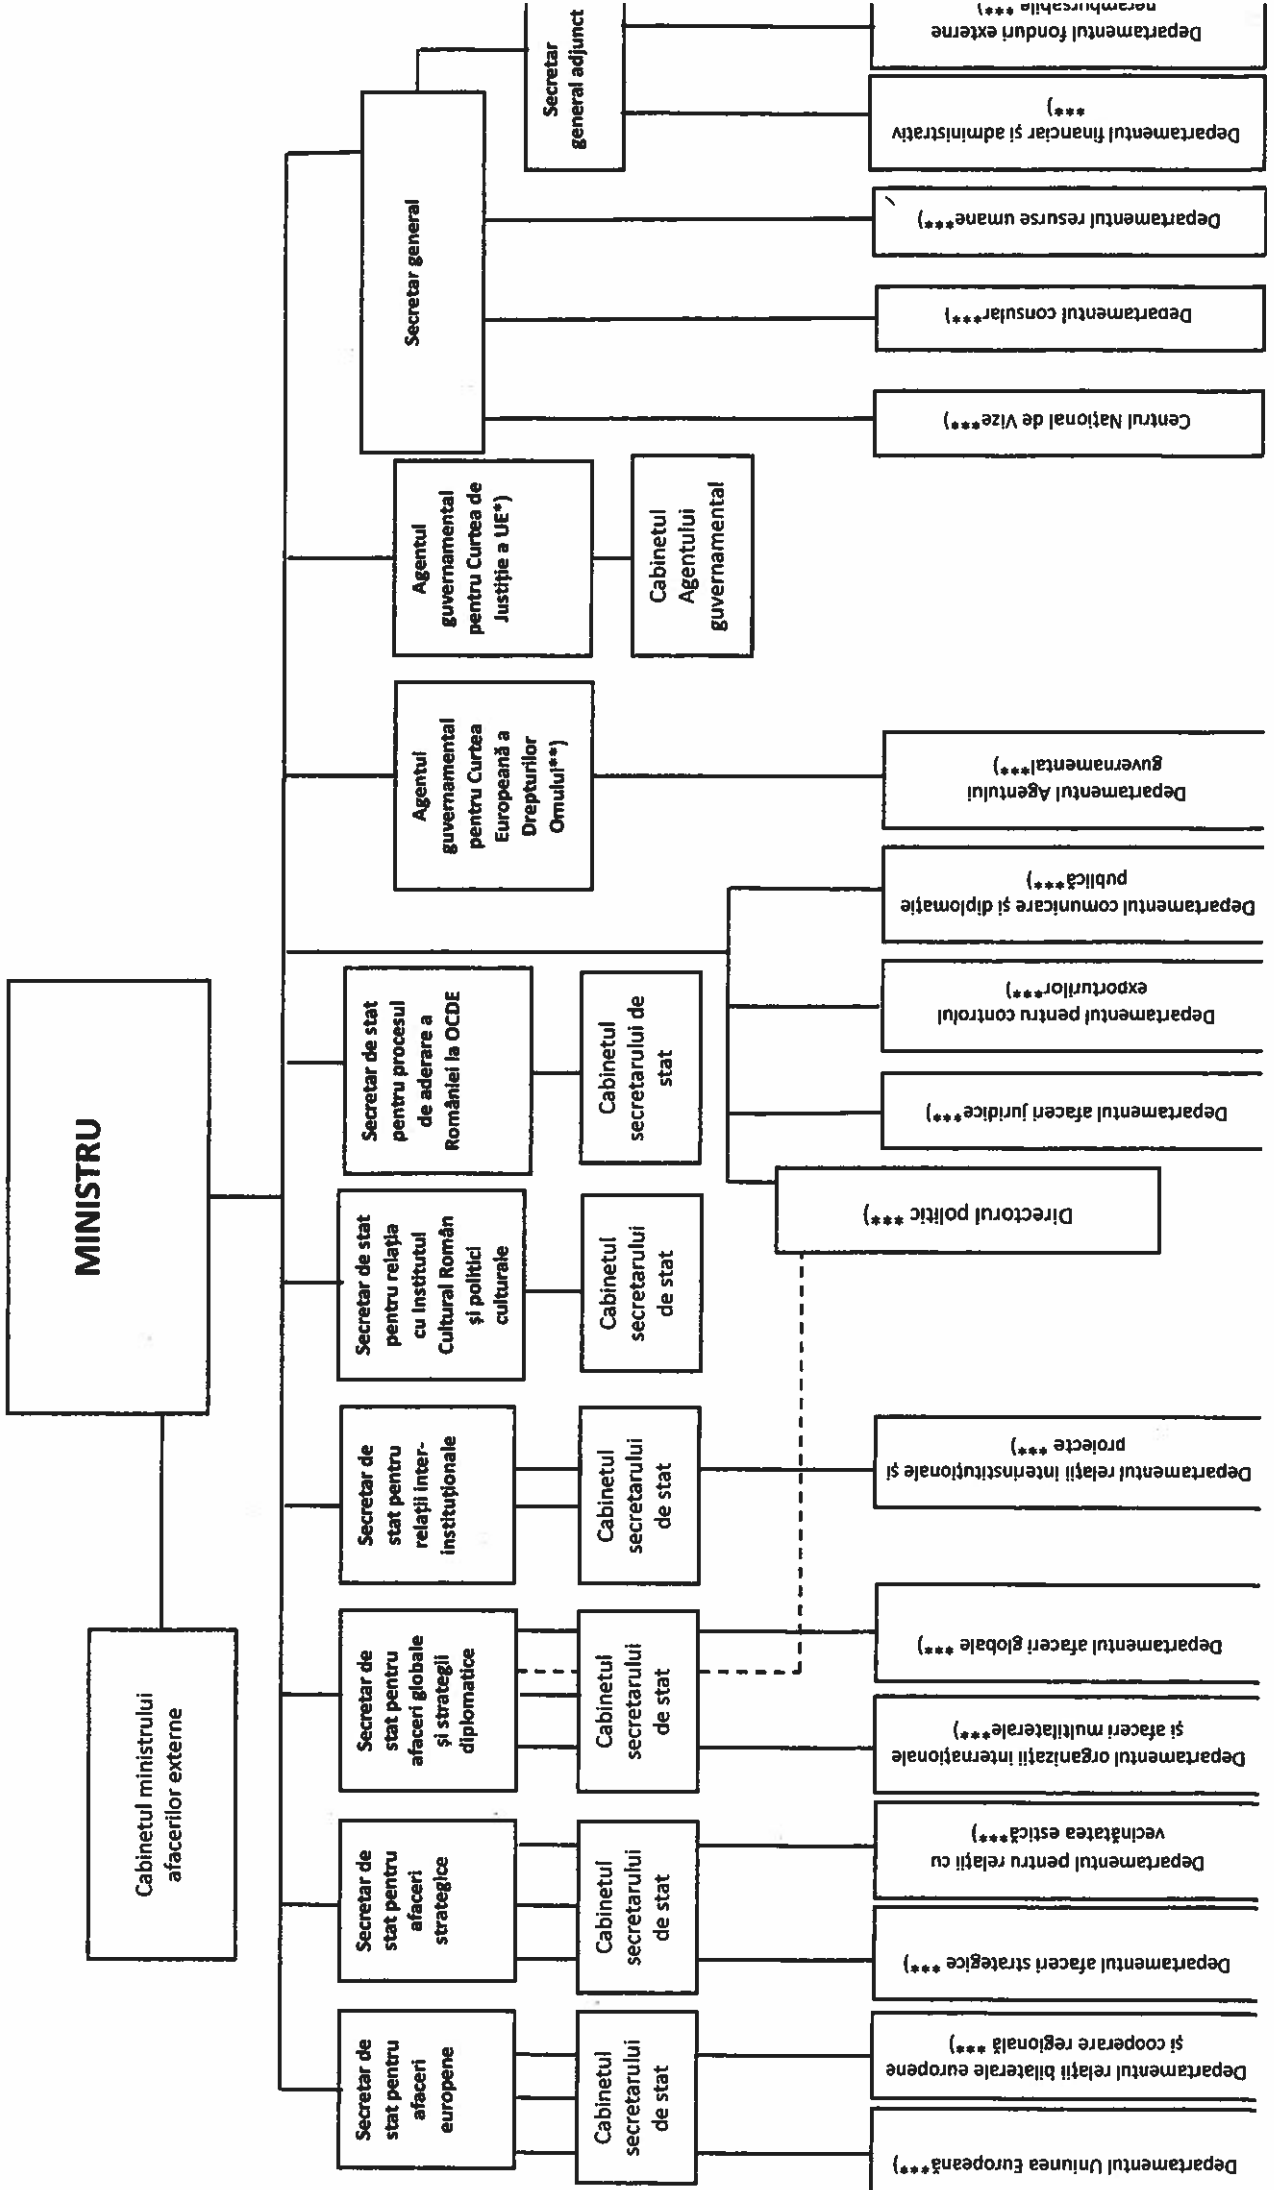 MINISTRU
Cabinetul ministrului
afacerilor externe
Secretar de
stat pentru
afaceri
europene
Secretar de
stat pentru
afaceri
strategice
Secretar de
stat pentru
afaceri globale
și strategii
diplomatice
Secretar de
stat pentru
relații inter-
instituționale
Secretar de stat
pentru relația
cu Institutul
Cultural Român
și politici
culturale
Secretar de stat
pentru procesul
de aderare a
României la OCDE
Agentul
guvernamental
pentru Curtea
Europeană a
Drepturilor
Omului**)
Agentul
guvernamental
pentru Curtea de
Justiție a UE*)
Secretar general
Secretar
general adjunct
Cabinetul
secretarului
de stat
Cabinetul
secretarului
de stat
Cabinetul
secretarului
de stat
Cabinetul
secretarului
de stat
Cabinetul
secretarului
de stat
Cabinetul
secretarului de
stat
Cabinetul
Agentului
guvernamental
Directorul politic ***)
Departamentul Uniunea Europeană***)
Departamentul relații bilaterale europene
și cooperare regională ***)
Departamentul afaceri strategice ***)
Departamentul pentru relații cu
vecinătatea estică***)
Departamentul organizații internaționale
și afaceri multilaterale***)
Departamentul afaceri globale ***)
Departamentul relații interinstituționale și
proiecte ***)
Departamentul afaceri juridice***)
Departamentul pentru controlul
exporturilor***)
Departamentul comunicare și diplomație
publică***)
Departamentul Agentului
guvernamental***)
Centrul Național de Vize***)
Departamentul consular***)
Departamentul resurse umane***)
Departamentul financiar și administrativ
***)
Departamentul fonduri externe
nerambursabile ***)